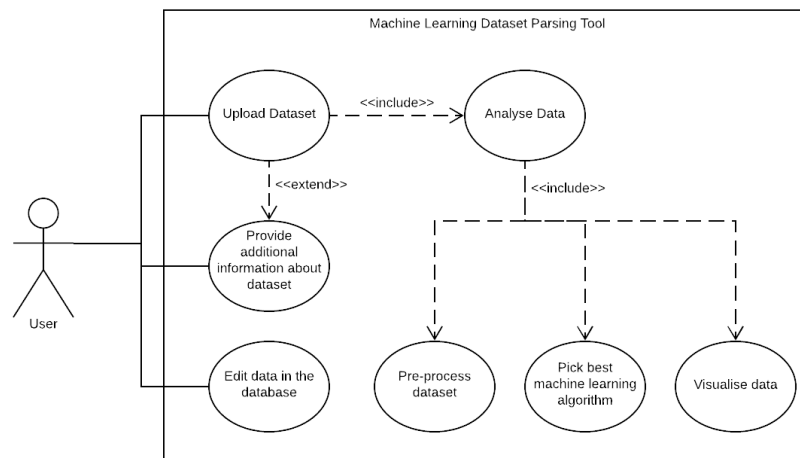 Machine Learning Dataset Parsing Tool
Upload Dataset
<<include>>
Analyse Data
<<extend>>
<<include>>
Provide
additional
information about
dataset
User
Edit data in the
database
Pre-process
dataset
Pick best
machine learning
algorithm
Visualise data